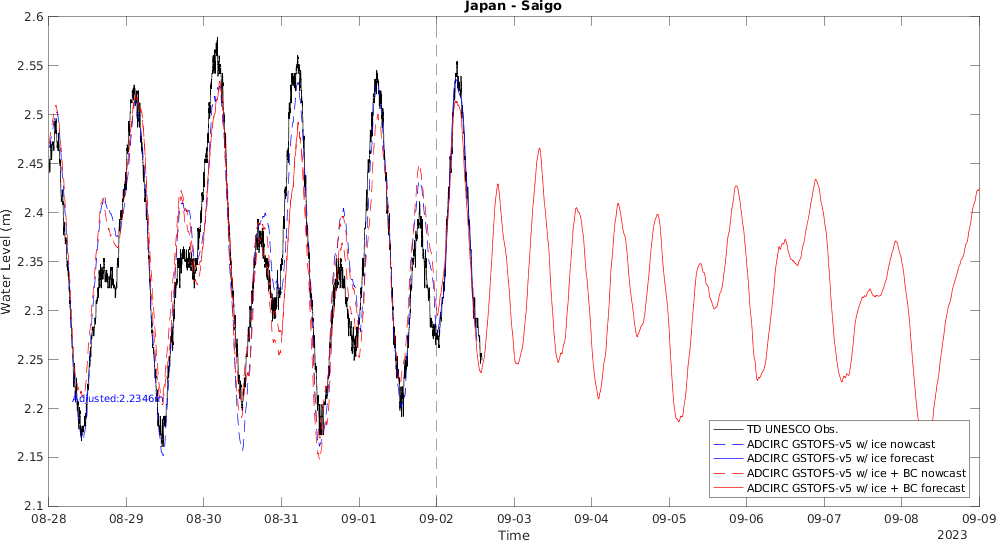 Japan - Saigo
2.6
2.55
2.5
2.45
2.4
2.35
2.3
2.25
2.2
2.15
2.1
Water Level (m)
Adjusted:2.2346m
TD UNESCO Obs.
ADCIRC GSTOFS-v5 w/ ice nowcast
ADCIRC GSTOFS-v5 w/ ice forecast
ADCIRC GSTOFS-v5 w/ ice + BC nowcast
ADCIRC GSTOFS-v5 w/ ice + BC forecast
08-28 08-29 08-30 08-31 09-01 09-02 09-03 09-04 09-05 09-06 09-07 09-08 09-09
Time
2023